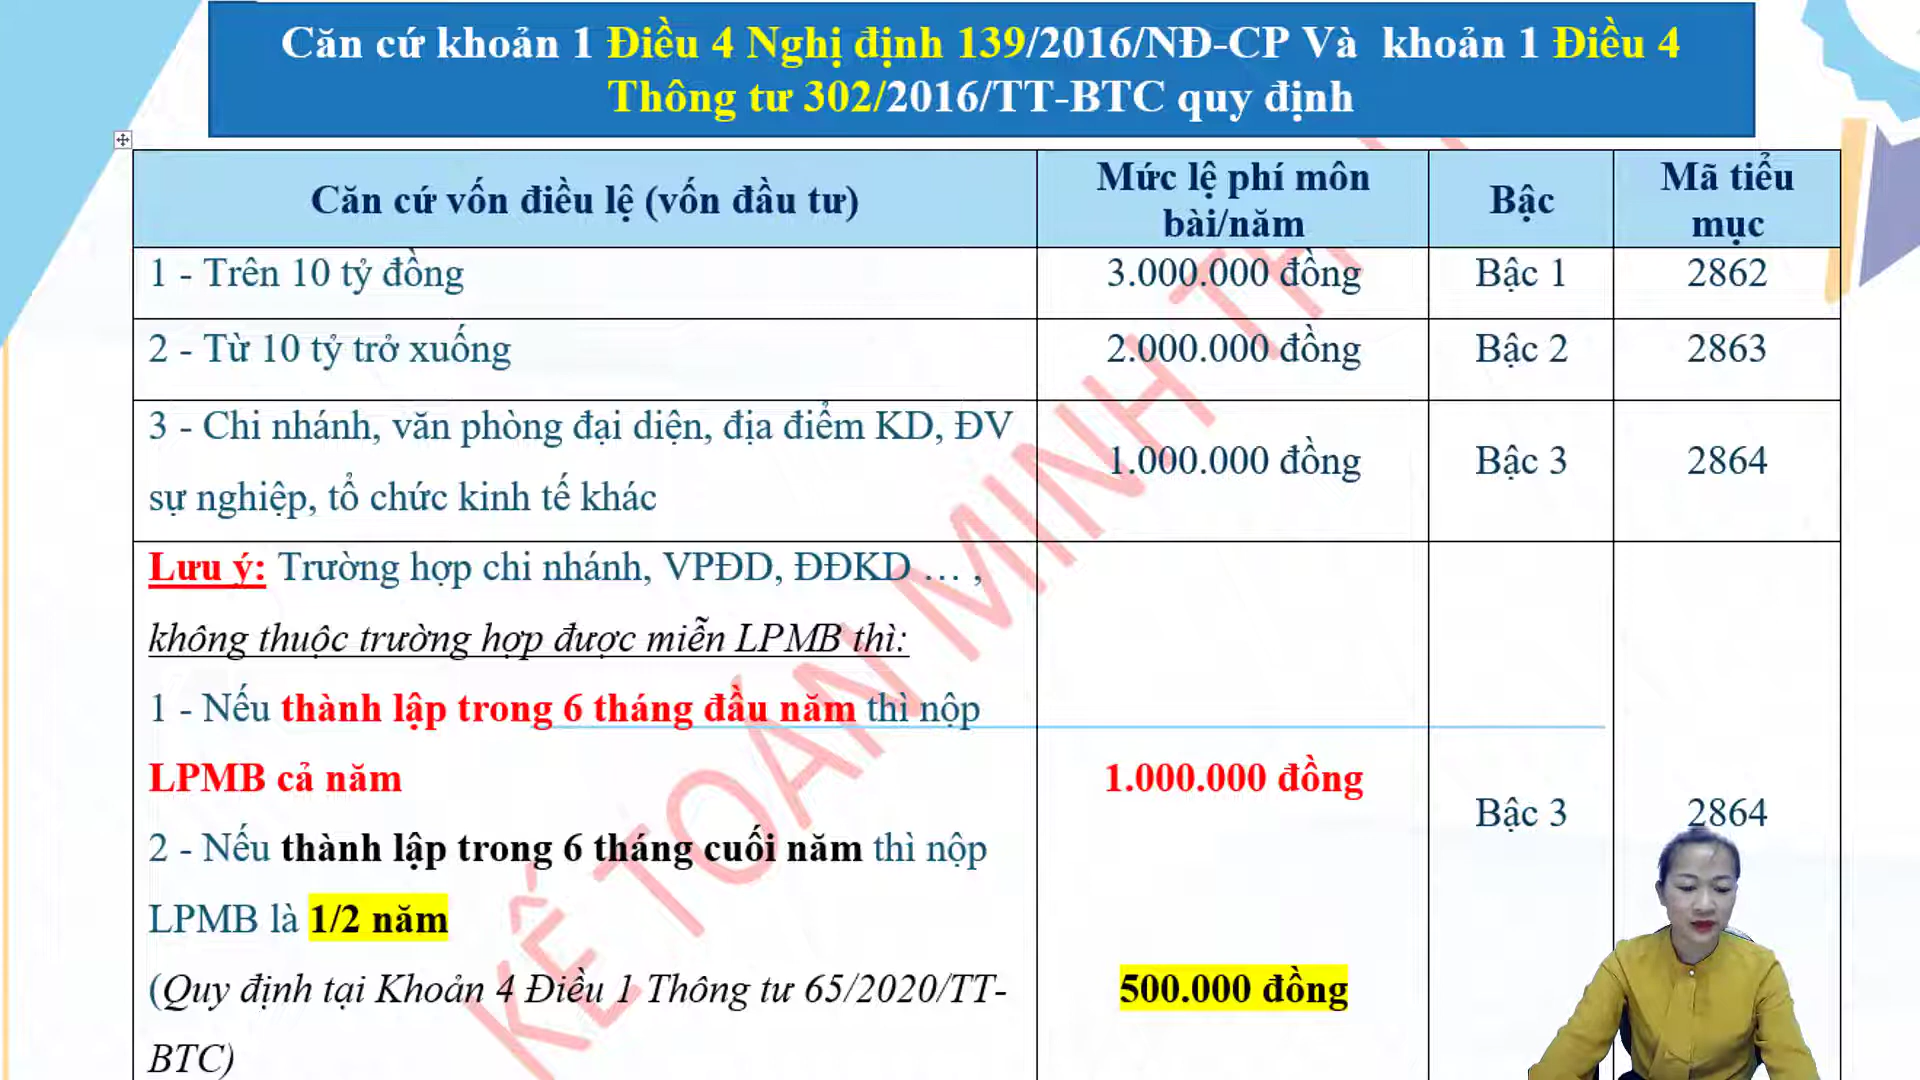 Căn cứ khoản 1 Điều 4 Nghị định 139/2016/NĐ-CP Và khoản 1 Điều 4
Thông tư 302/2016/TT-BTC quy định
Căn cứ vốn điều lệ (vốn đầu tư)
Mức lệ phí môn
bài/năm
Bậc
Mã tiểu
mục
1 - Trên 10 tỷ đồng
3.000.000 đồng
Bậc 1
2862
2 - Từ 10 tỷ trở xuống
2.000.000 đồng
Bậc 2
2863
3 - Chi nhánh, văn phòng đại diện, địa điểm KD, ĐV
sự nghiệp, tổ chức kinh tế khác
1.000.000 đồng
Bậc 3
2864
Lưu ý: Trường hợp chi nhánh, VPĐD, ĐĐKD … ,
không thuộc trường hợp được miễn LPMB thì:
1 - Nếu thành lập trong 6 tháng đầu năm thì nộp
LPMB cả năm
2 - Nếu thành lập trong 6 tháng cuối năm thì nộp
LPMB là 1/2 năm
(Quy định tại Khoản 4 Điều 1 Thông tư 65/2020/TT-
BTC)
1.000.000 đồng
500.000 đồng
Bậc 3
2864
KẾ TOÁN MINH